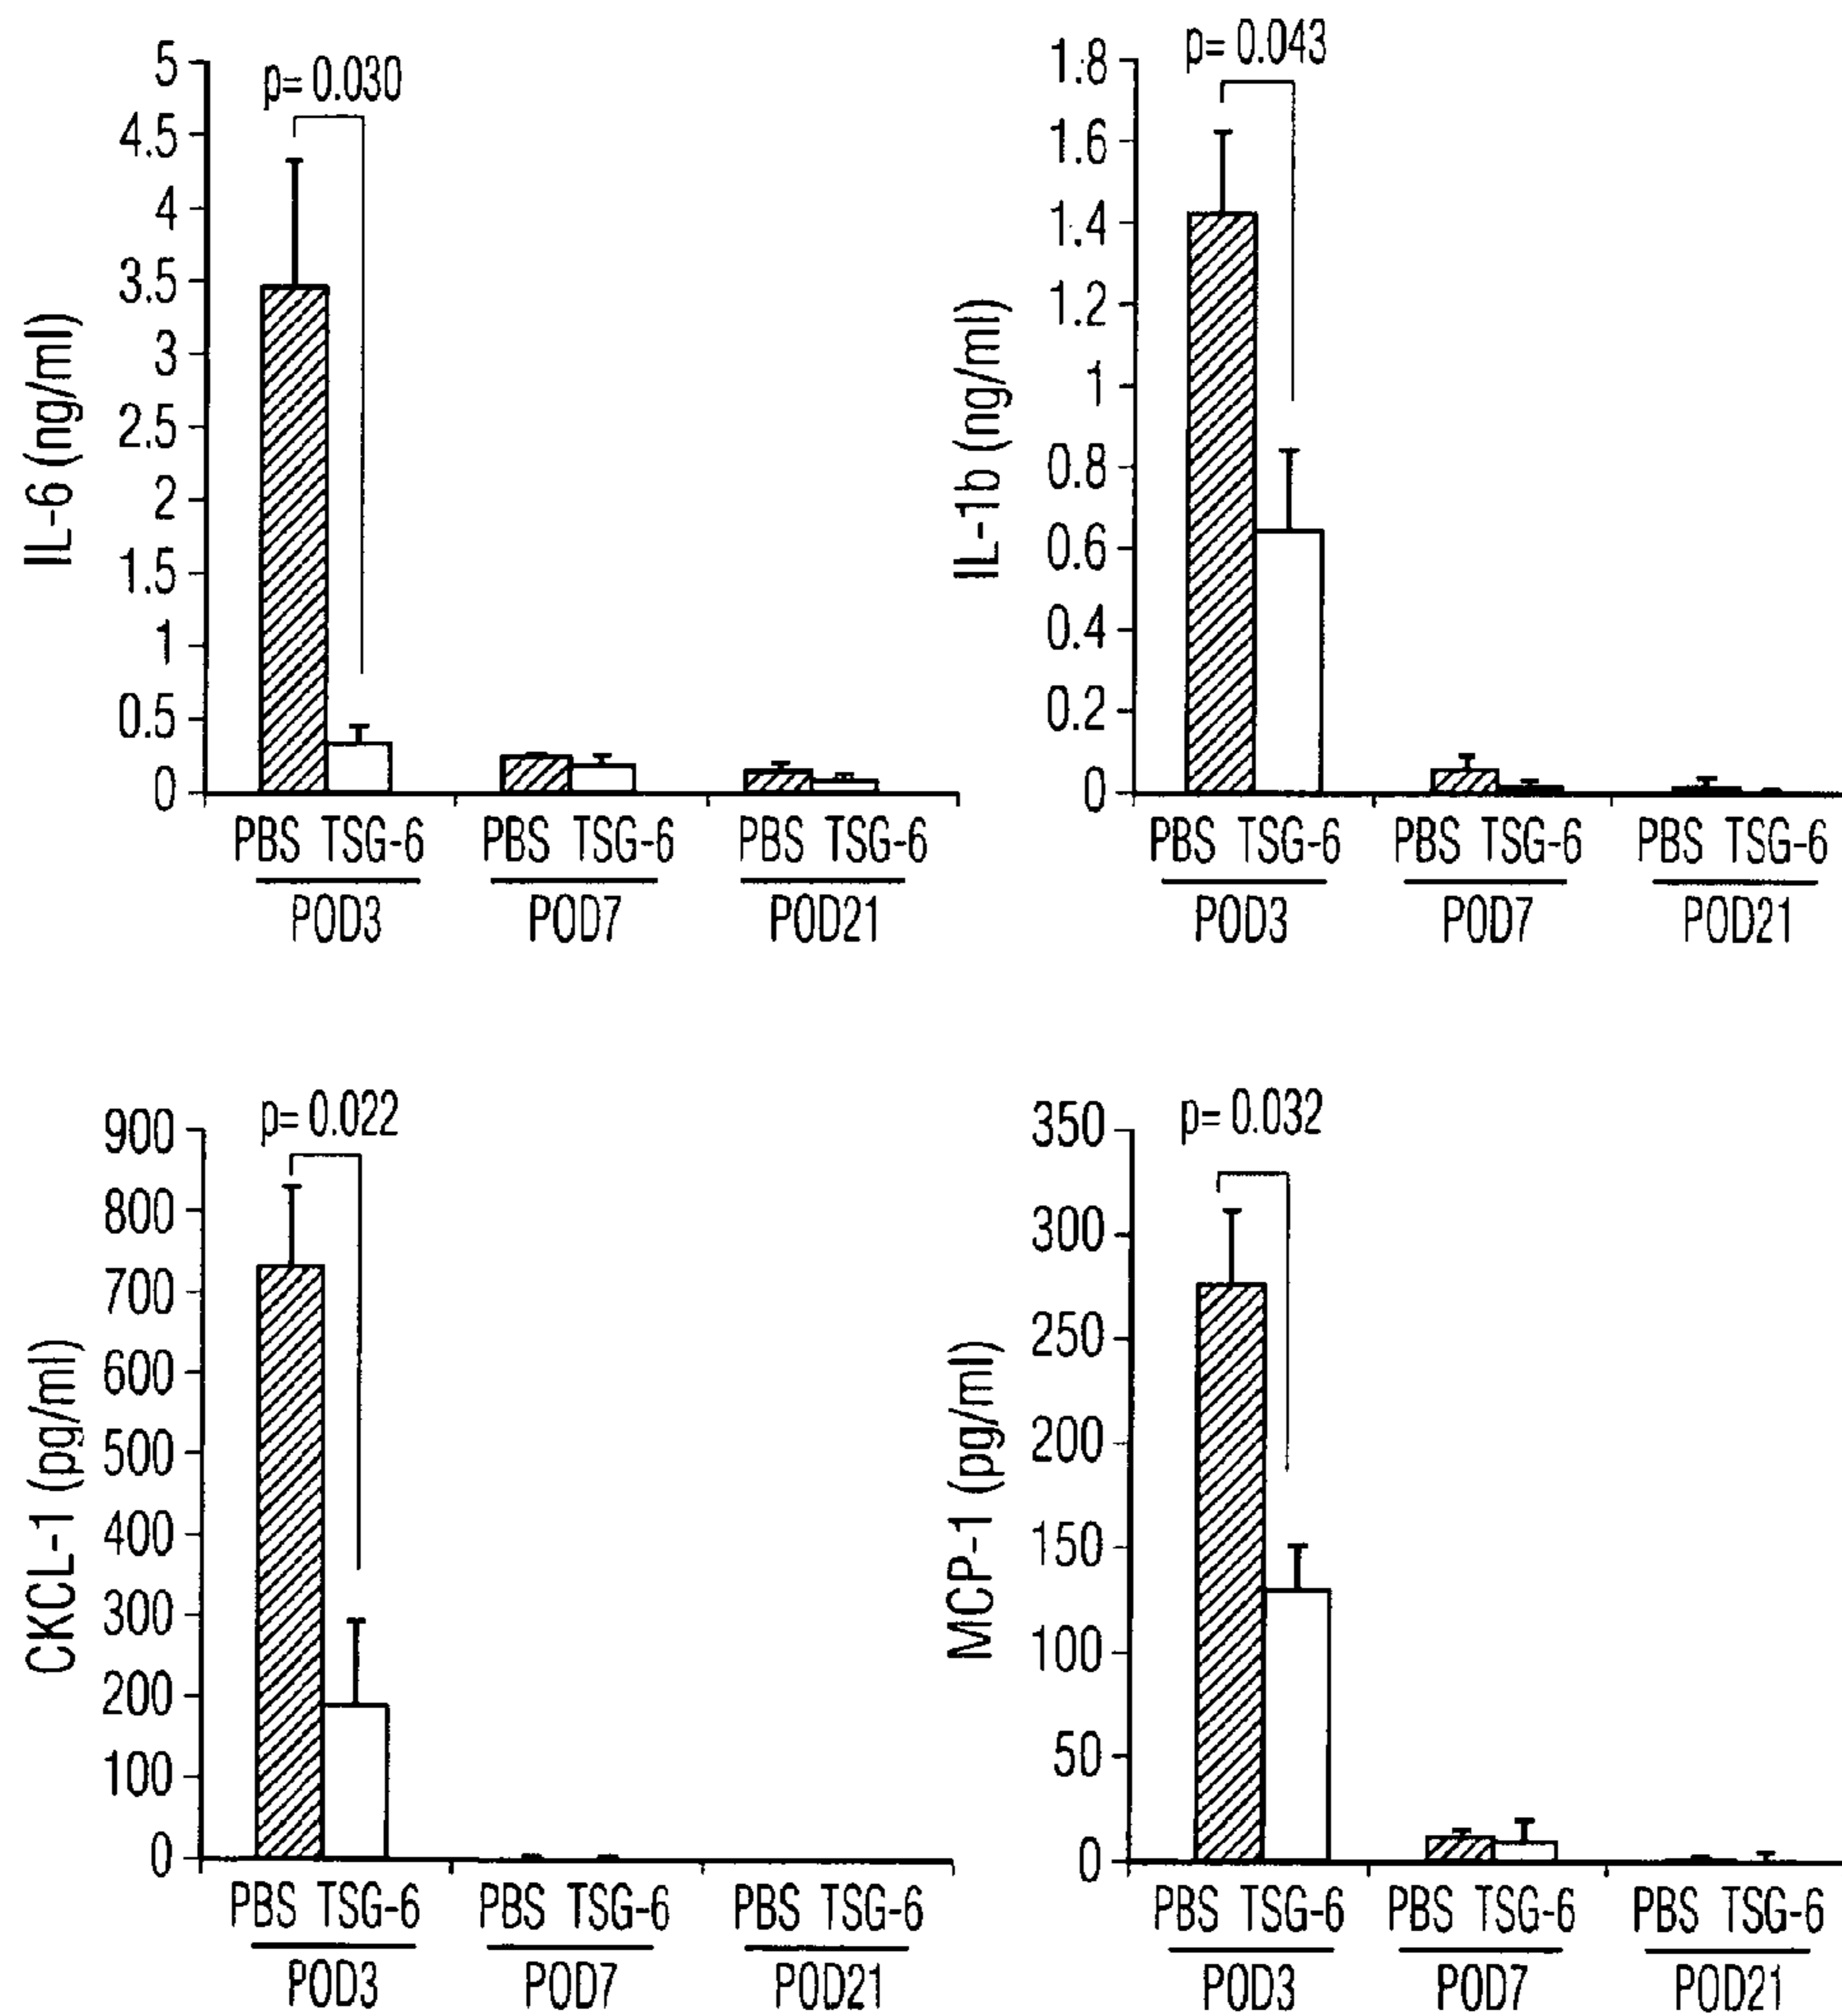 p= 0.030
IL-6 (ng/ml)
5
4.5
4
3.5
3
2.5
2
1.5
1
0.5
0
PBS TSG-6 PBS TSG-6 PBS TSG-6
POD3 POD7 POD21
p= 0.043
IL-1b (ng/ml)
1.8
1.6
1.4
1.2
1
0.8
0.6
0.4
0.2
0
PBS TSG-6 PBS TSG-6 PBS TSG-6
POD3 POD7 POD21
p= 0.022
CKCL-1 (pg/ml)
900
800
700
600
500
400
300
200
100
0
PBS TSG-6 PBS TSG-6 PBS TSG-6
POD3 POD7 POD21
p= 0.032
MCP-1 (pg/ml)
350
300
250
200
150
100
50
0
PBS TSG-6 PBS TSG-6 PBS TSG-6
POD3 POD7 POD21